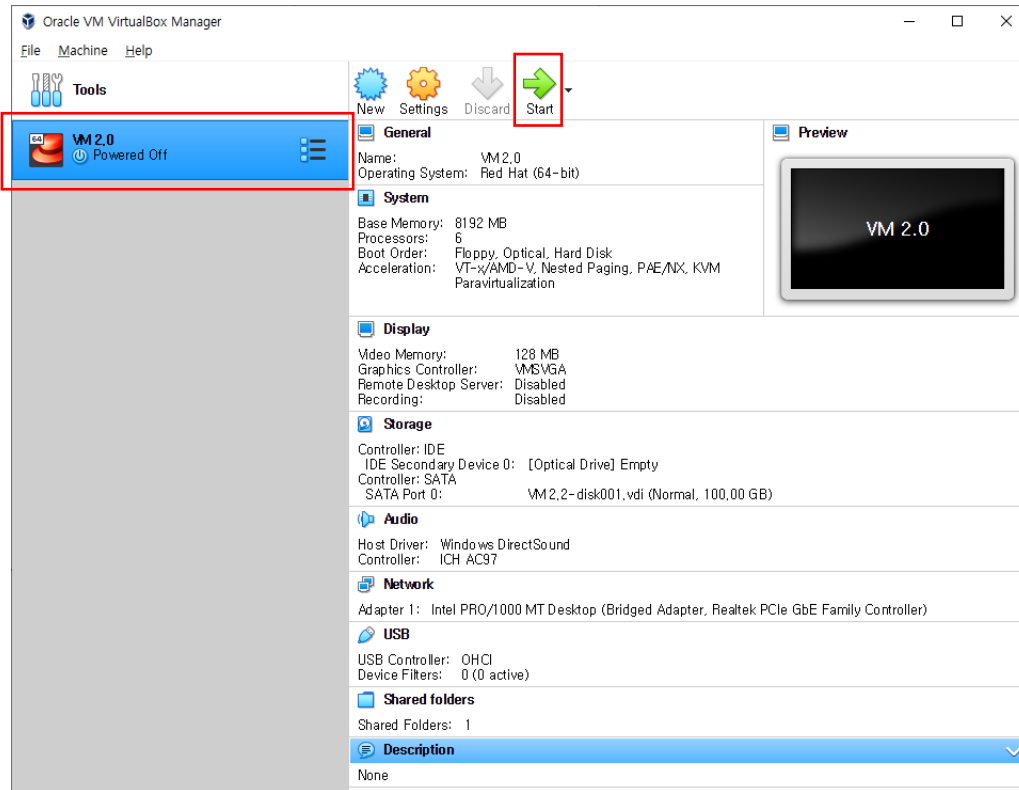 Oracle VM VirtualBox Manager
File Machine Help
Tools
New Settings Discard Start
64
VM 2.0
Powered Off
General
Name: VM 2.0
Operating System: Red Hat (64-bit)
Preview
VM 2.0
System
Base Memory: 8192 MB
Processors: 6
Boot Order: Floppy, Optical, Hard Disk
Acceleration: VT-x/AMD-V, Nested Paging, PAE/NX, KVM
Paravirtualization
Display
Video Memory: 128 MB
Graphics Controller: VMSVGA
Remote Desktop Server: Disabled
Recording: Disabled
Storage
Controller: IDE
IDE Secondary Device 0: [Optical Drive] Empty
Controller: SATA
SATA Port 0: VM 2.2-disk001.vdi (Normal, 100.00 GB)
Audio
Host Driver: Windows DirectSound
Controller: ICH AC97
Network
Adapter 1: Intel PRO/1000 MT Desktop (Bridged Adapter, Realtek PCIe GbE Family Controller)
USB
USB Controller: OHCI
Device Filters: 0 (0 active)
Shared folders
Shared Folders: 1
Description
None